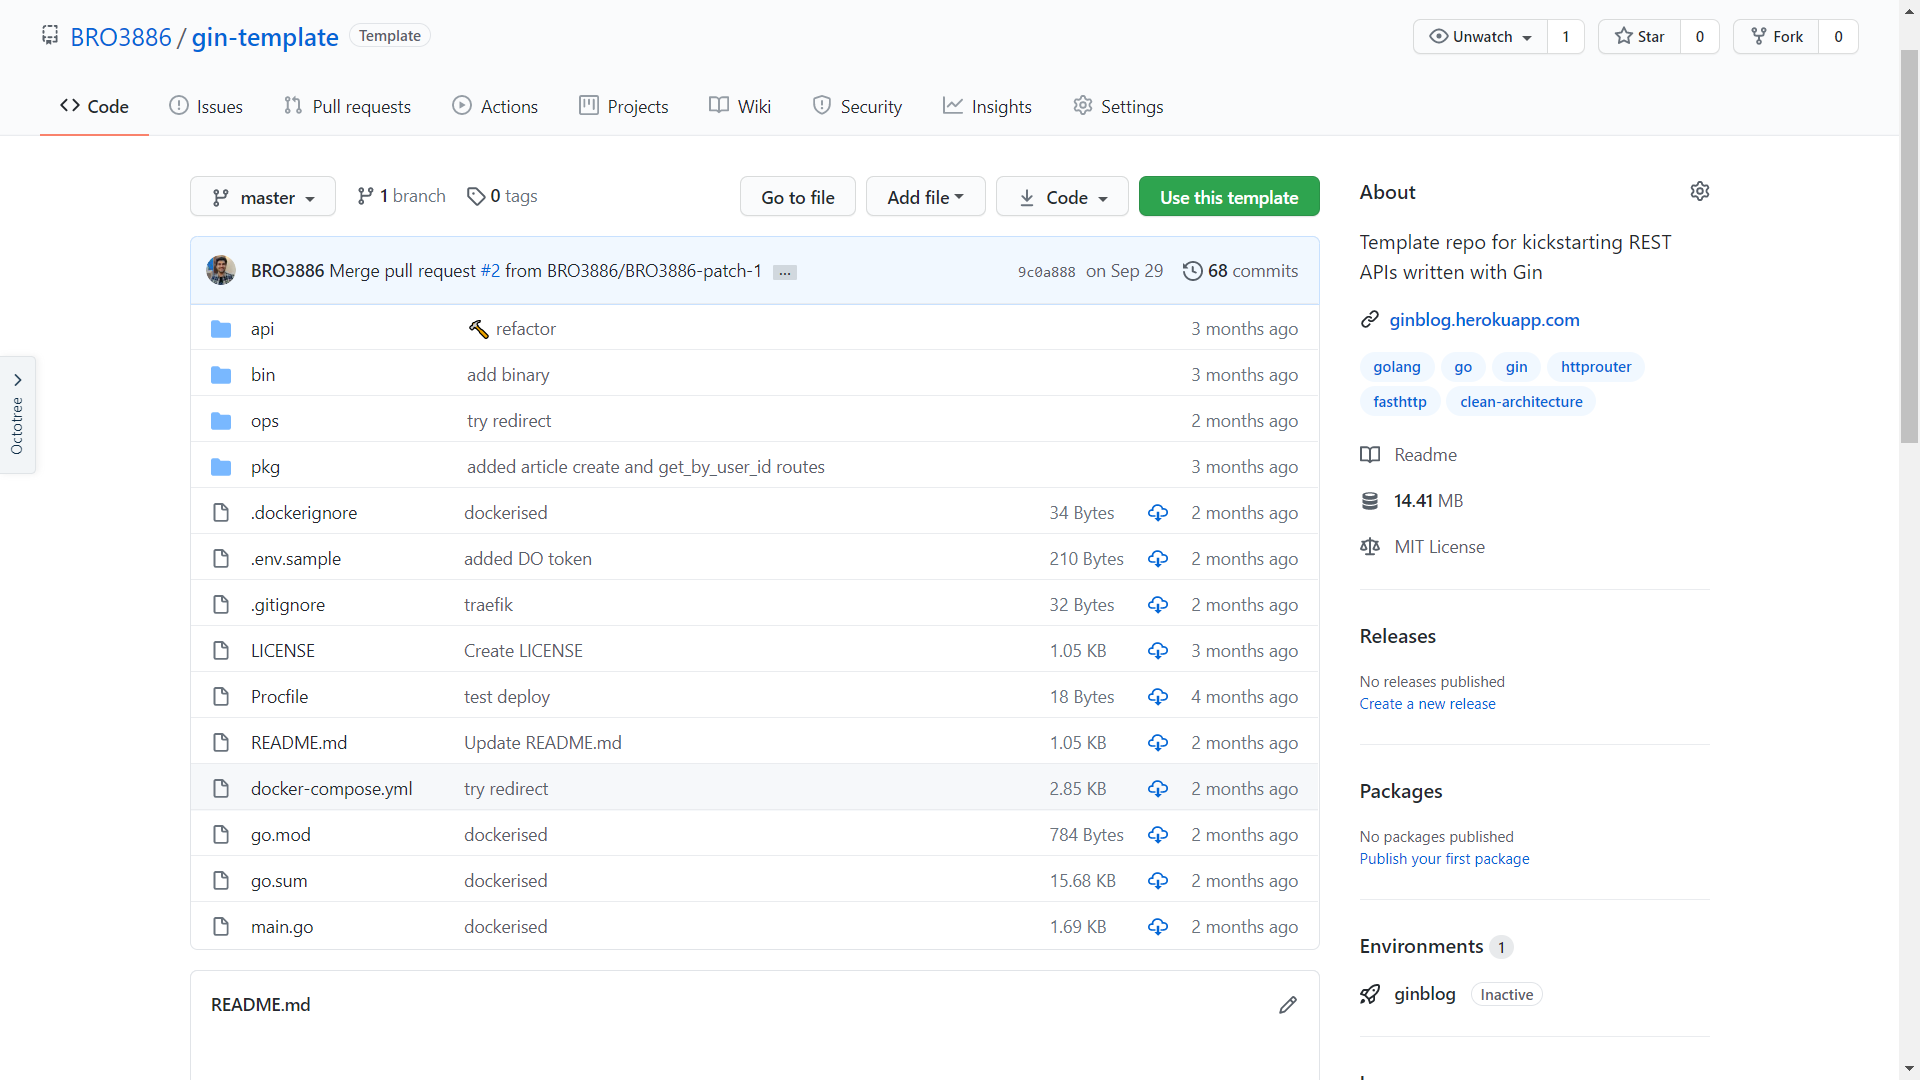 BRO3886 / gin-template Template
Unwatch 1 Star 0 Fork 0
Code Issues Pull requests Actions Projects Wiki Security Insights Settings
master 1 branch 0 tags Go to file Add file Code Use this template
BRO3886 Merge pull request #2 from BRO3886/BRO3886-patch-1 ... 9c0a888 on Sep 29 68 commits
api refactor 3 months ago
bin add binary 3 months ago
ops try redirect 2 months ago
pkg added article create and get_by_user_id routes 3 months ago
.dockerignore dockerised 34 Bytes 2 months ago
.env.sample added DO token 210 Bytes 2 months ago
.gitignore traefik 32 Bytes 2 months ago
LICENSE Create LICENSE 1.05 KB 3 months ago
Procfile test deploy 18 Bytes 4 months ago
README.md Update README.md 1.05 KB 2 months ago
docker-compose.yml try redirect 2.85 KB 2 months ago
go.mod dockerised 784 Bytes 2 months ago
go.sum dockerised 15.68 KB 2 months ago
main.go dockerised 1.69 KB 2 months ago
README.md
About
Template repo for kickstarting REST
APIs written with Gin
ginblog.herokuapp.com
golang go gin httprouter
fasthttp clean-architecture
Readme
14.41 MB
MIT License
Releases
No releases published
Create a new release
Packages
No packages published
Publish your first package
Environments 1
ginblog Inactive
Octotree